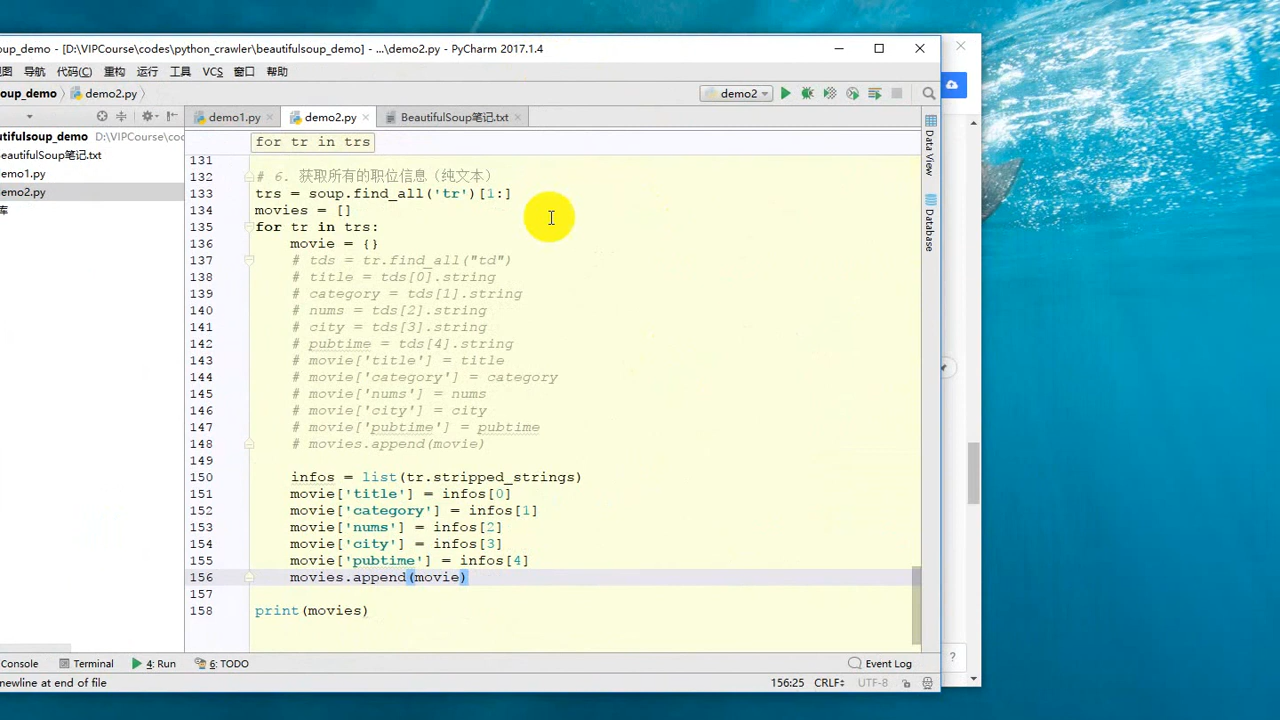 oup_demo - [D:\VIPCourse\codes\python_crawler\beautifulsoup_demo] - ...\demo2.py - PyCharm 2017.1.4
视图 导航 代码(C) 重构 运行 工具 VCS 窗口 帮助
soup_demo demo2.py demo2
autifulsoup_demo D:\VIPCourse\cod
eautifulSoup笔记.txt
emo1.py
emo2.py
库
demo1.py demo2.py BeautifulSoup笔记.txt
for tr in trs
131
132 # 6. 获取所有的职位信息（纯文本）
133 trs = soup.find_all('tr')[1:]
134 movies = []
135 for tr in trs:
136 movie = {}
137 # tds = tr.find_all("td")
138 # title = tds[0].string
139 # category = tds[1].string
140 # nums = tds[2].string
141 # city = tds[3].string
142 # pubtime = tds[4].string
143 # movie['title'] = title
144 # movie['category'] = category
145 # movie['nums'] = nums
146 # movie['city'] = city
147 # movie['pubtime'] = pubtime
148 # movies.append(movie)
149
150 infos = list(tr.stripped_strings)
151 movie['title'] = infos[0]
152 movie['category'] = infos[1]
153 movie['nums'] = infos[2]
154 movie['city'] = infos[3]
155 movie['pubtime'] = infos[4]
156 movies.append(movie)
157
158 print(movies)
Data View
Database
Console Terminal 4: Run 6: TODO Event Log
newline at end of file 156:25 CRLF UTF-8
?